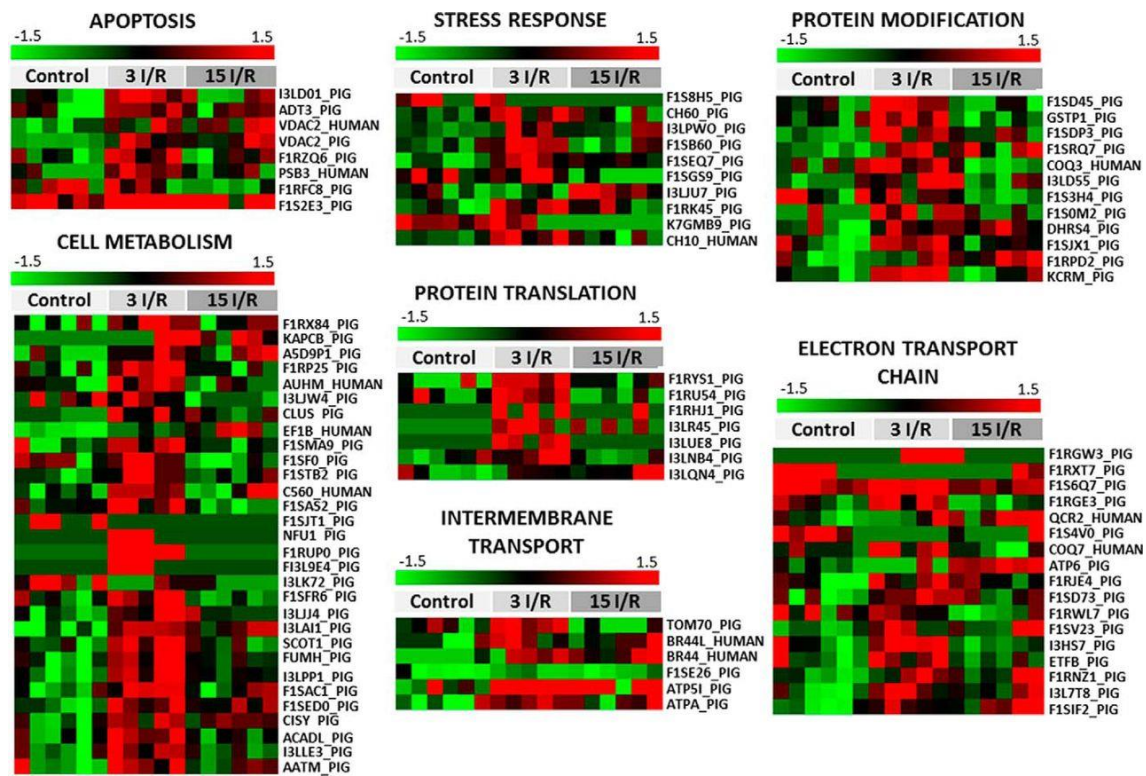 APOPTOSIS
-1.5 1.5
Control 3 I/R 15 I/R
I3LD01_PIG
ADT3_PIG
VDAC2_HUMAN
VDAC2_PIG
F1RZQ6_PIG
PSB3_HUMAN
F1RFC8_PIG
F1S2E3_PIG
CELL METABOLISM
-1.5 1.5
Control 3 I/R 15 I/R
F1RX84_PIG
KAPCB_PIG
A5D9P1_PIG
F1RP25_PIG
AUHM_HUMAN
I3LJW4_PIG
CLUS_PIG
EF1B_HUMAN
F1SMA9_PIG
F1SF0_PIG
F1STB2_PIG
C560_HUMAN
F1SA52_PIG
F1SJT1_PIG
NFU1_PIG
F1RUP0_PIG
FI3L9E4_PIG
I3LK72_PIG
F1SFR6_PIG
I3LJJ4_PIG
I3LAI1_PIG
SCOT1_PIG
FUMH_PIG
I3LPP1_PIG
F1SAC1_PIG
F1SED0_PIG
CISY_PIG
ACADL_PIG
I3LLE3_PIG
AATM_PIG
STRESS RESPONSE
-1.5 1.5
Control 3 I/R 15 I/R
F1S8H5_PIG
CH60_PIG
I3LPWO_PIG
F1SB60_PIG
F1SEQ7_PIG
F1SGS9_PIG
I3LJU7_PIG
F1RK45_PIG
K7GMB9_PIG
CH10_HUMAN
PROTEIN TRANSLATION
-1.5 1.5
Control 3 I/R 15 I/R
F1RYS1_PIG
F1RU54_PIG
F1RHJ1_PIG
I3LR45_PIG
I3LUE8_PIG
I3LNB4_PIG
I3LQN4_PIG
INTERMEMBRANE
TRANSPORT
-1.5 1.5
Control 3 I/R 15 I/R
TOM70_PIG
BR44L_HUMAN
BR44_HUMAN
F1SE26_PIG
ATP5I_PIG
ATPA_PIG
PROTEIN MODIFICATION
-1.5 1.5
Control 3 I/R 15 I/R
F1SD45_PIG
GSTP1_PIG
F1SDP3_PIG
F1SRQ7_PIG
COQ3_HUMAN
I3LD55_PIG
F1S3H4_PIG
F1S0M2_PIG
DHRS4_PIG
F1SJX1_PIG
F1RPD2_PIG
KCRM_PIG
ELECTRON TRANSPORT
CHAIN
-1.5 1.5
Control 3 I/R 15 I/R
F1RGW3_PIG
F1RXT7_PIG
F1S6Q7_PIG
F1RGE3_PIG
QCR2_HUMAN
F1S4V0_PIG
COQ7_HUMAN
ATP6_PIG
F1RJE4_PIG
F1SD73_PIG
F1RWL7_PIG
F1SV23_PIG
I3HS7_PIG
ETFB_PIG
F1RNZ1_PIG
I3L7T8_PIG
F1SIF2_PIG